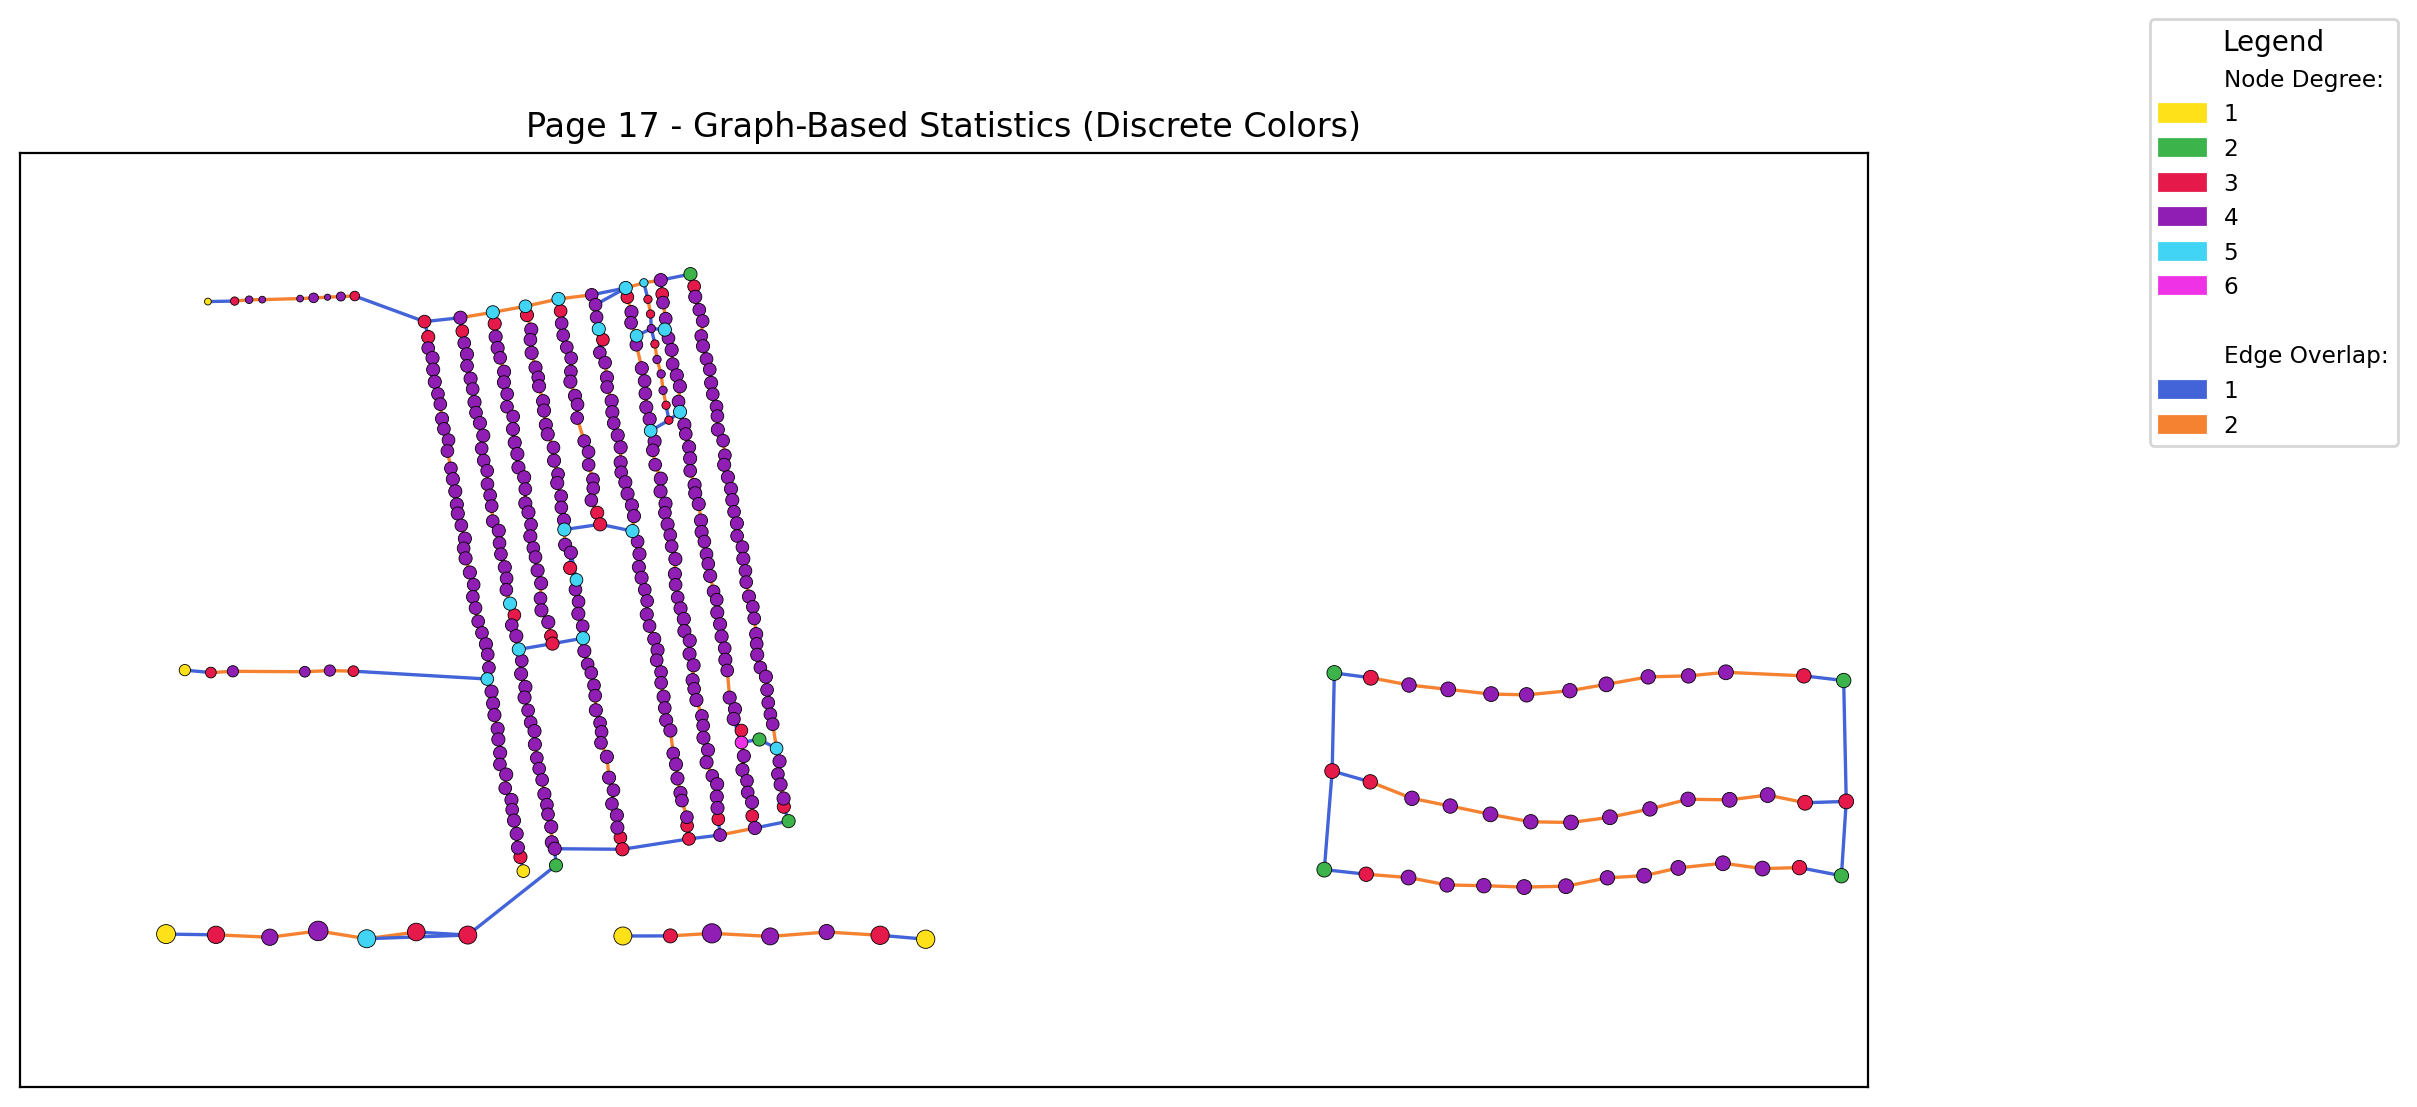 Page 17 - Graph-Based Statistics (Discrete Colors)
Legend
Node Degree:
1
2
3
4
5
6
Edge Overlap:
1
2